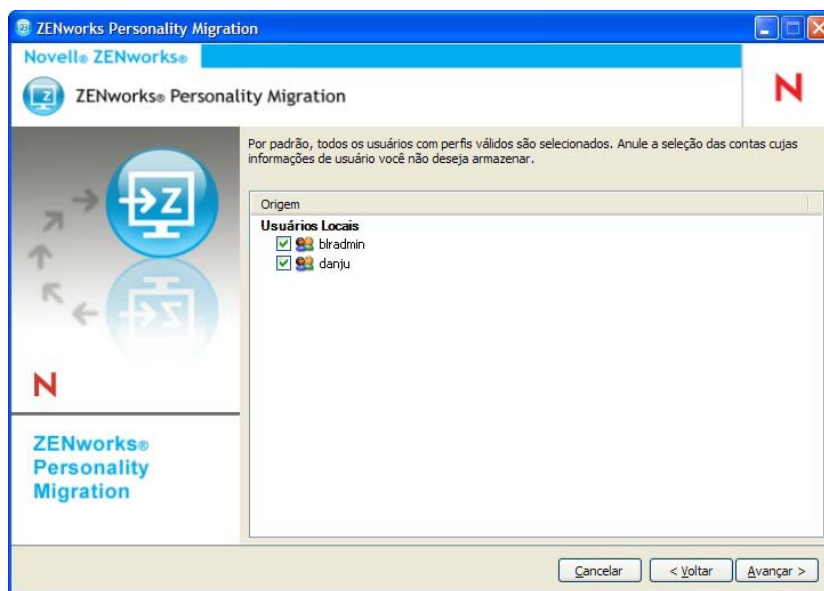 ZENworks Personality Migration
Novell® ZENworks®
ZENworks® Personality Migration
N
Por padrão, todos os usuários com perfis válidos são selecionados. Anule a seleção das contas cujas
informações de usuário você não deseja armazenar.
Origem
Usuários Locais
blradmin
danju
Z
N
ZENworks®
Personality
Migration
Cancelar
< Voltar
Avançar >